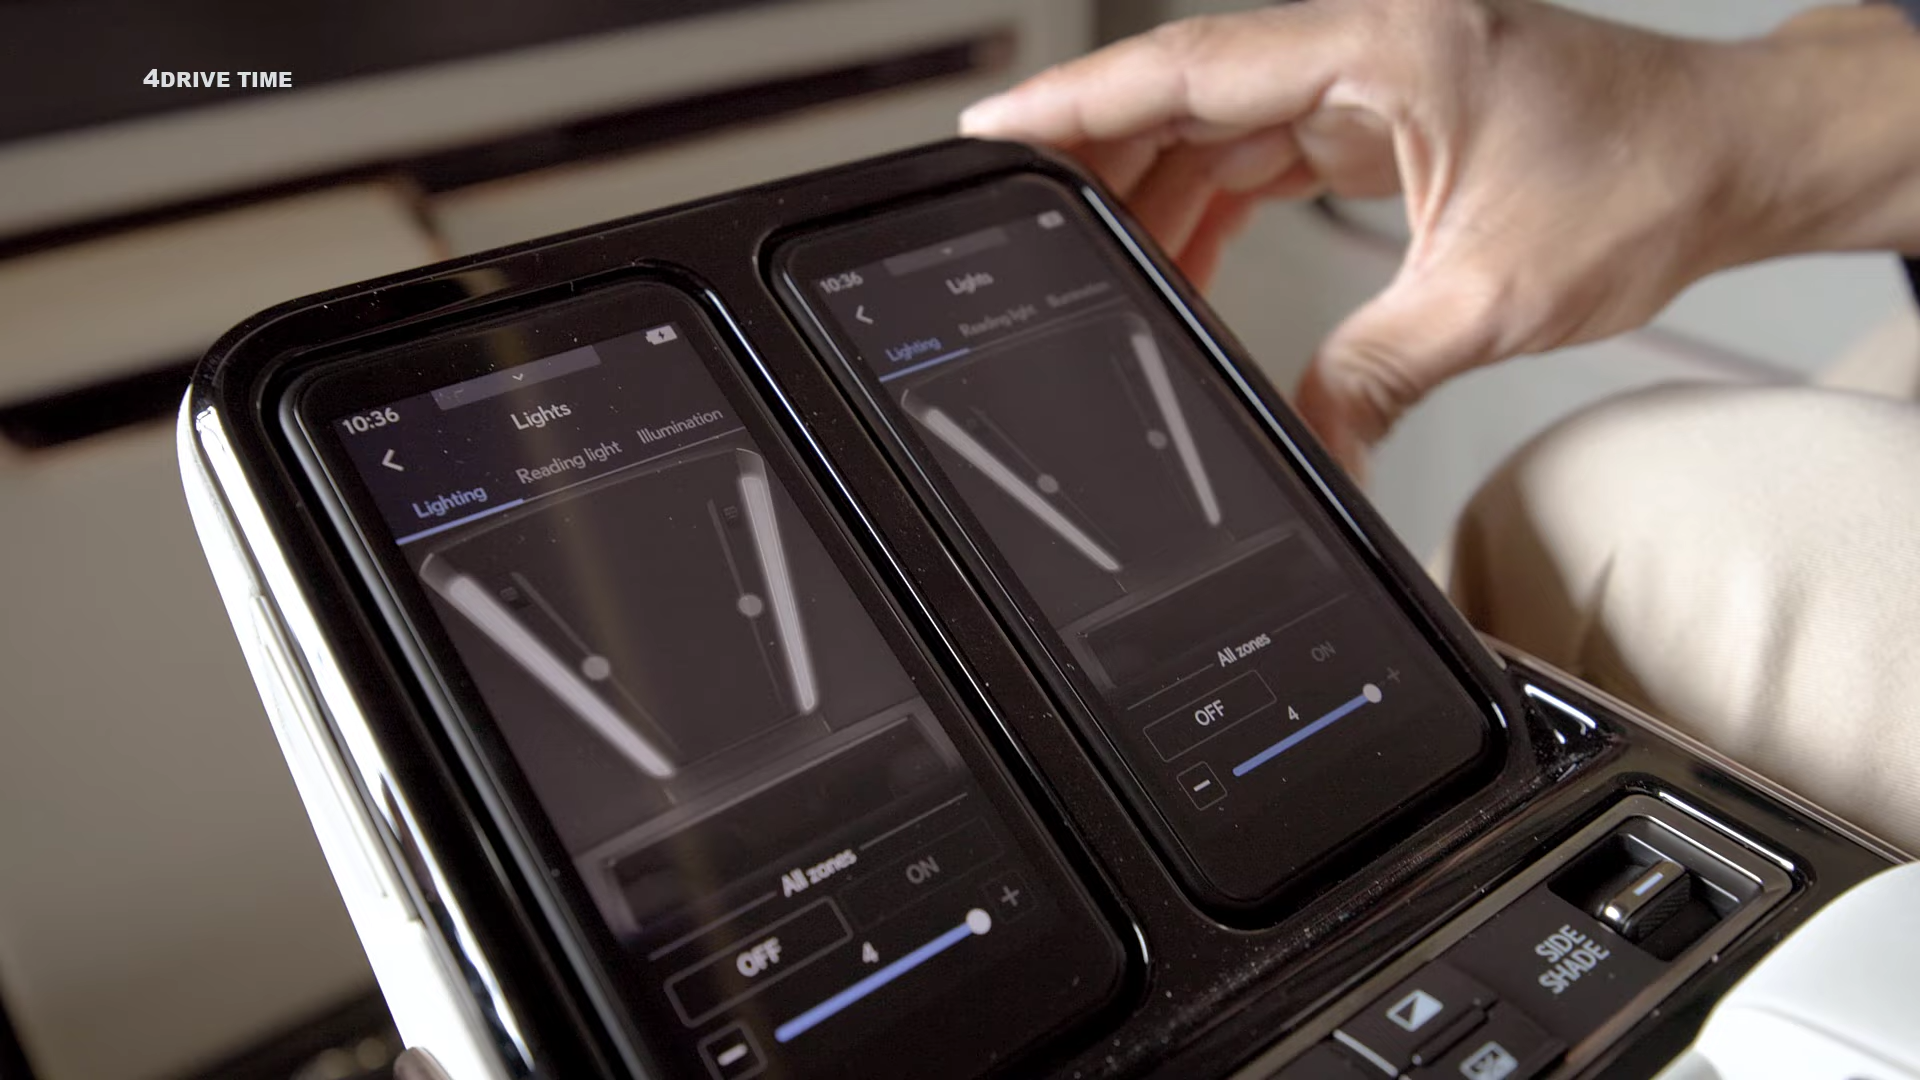 4DRIVE TIME
10:36
Lights
Lighting Reading light Illumination
All zones
OFF ON
4
10:36
Lights
Lighting Reading light Illumination
All zones
OFF ON
4
SIDE
SHADE